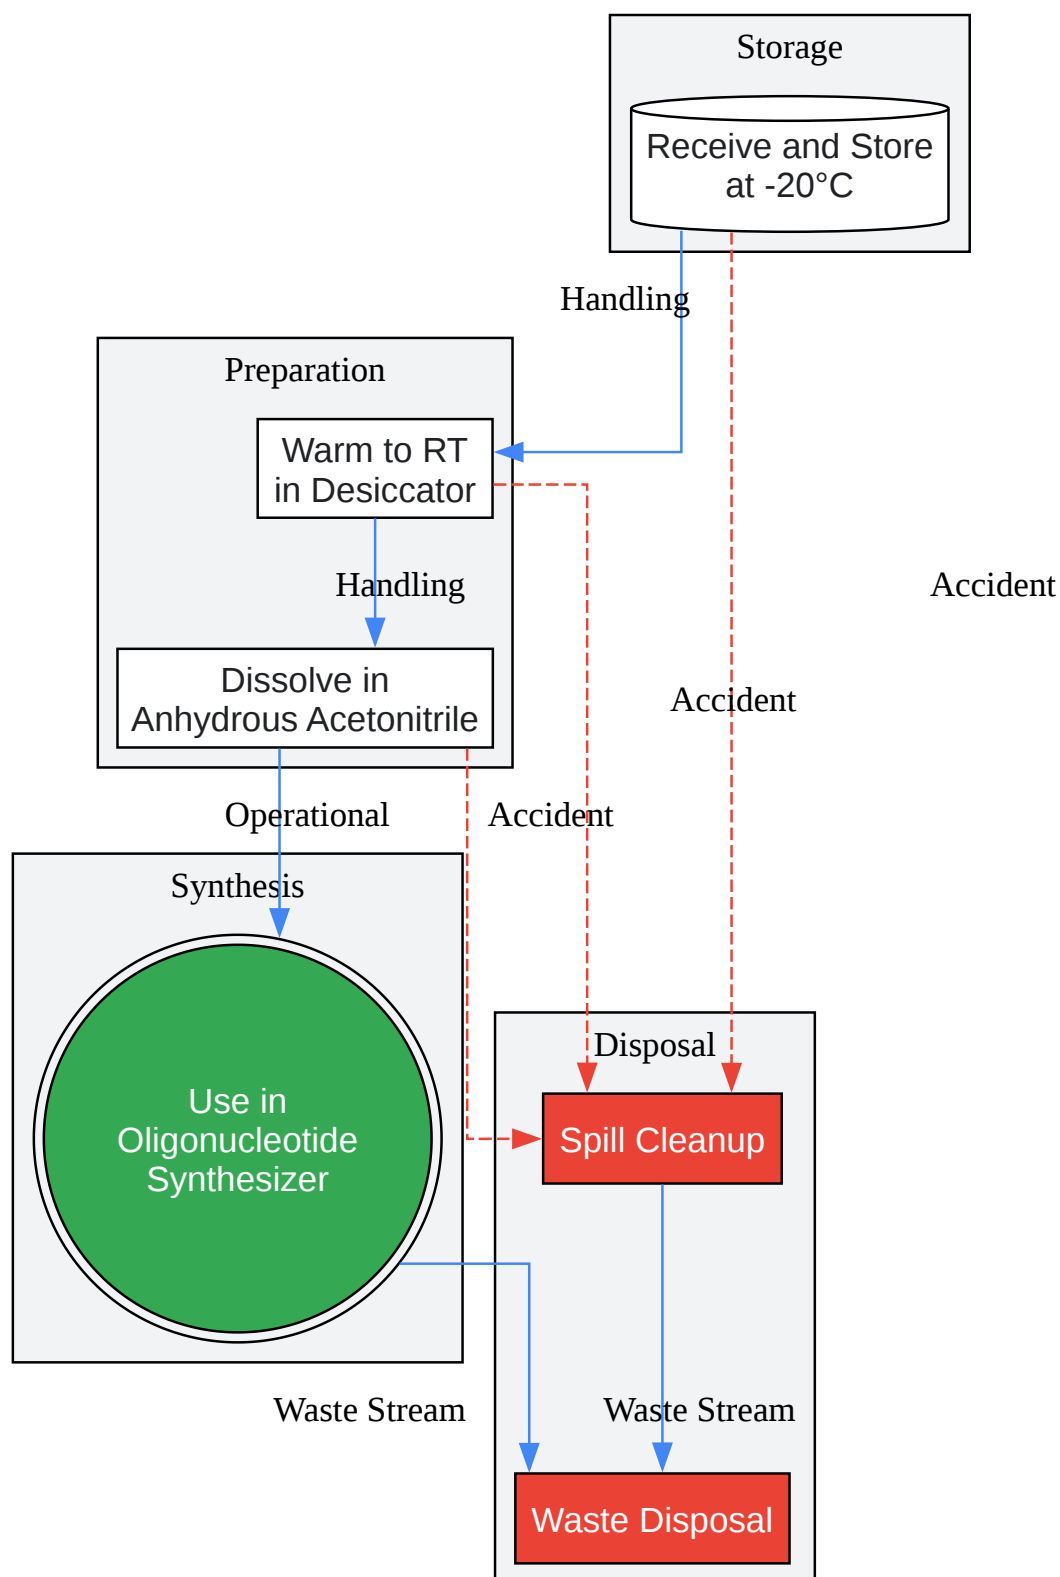 Storage
Receive and Store
at -20°C
Handling
Preparation
Warm to RT
in Desiccator
Handling
Accident
Dissolve in
Anhydrous Acetonitrile
Accident
Operational
Accident
Synthesis
Use in
Oligonucleotide
Synthesizer
Disposal
Spill Cleanup
Waste Stream
Waste Stream
Waste Disposal